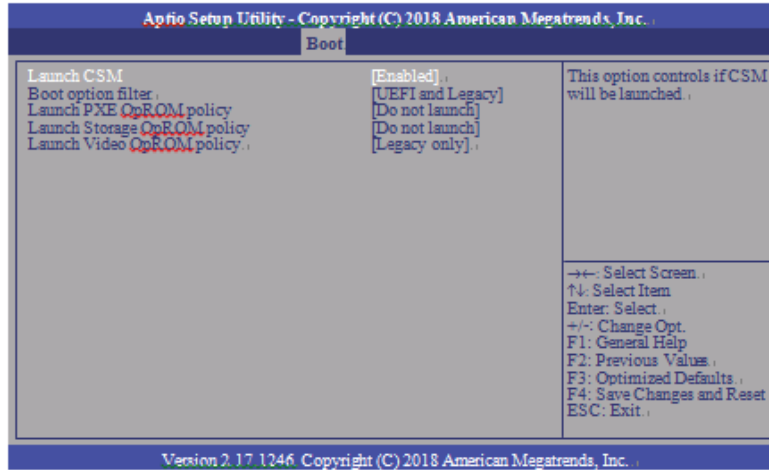 Aptio Setup Utility - Copyright (C) 2018 American Megatrends, Inc.
Boot
Launch CSM [Enabled]
Boot option filter [UEFI and Legacy]
Launch PXE OpROM policy [Do not launch]
Launch Storage OpROM policy [Do not launch]
Launch Video OpROM policy [Legacy only]
This option controls if CSM
will be launched.
→←: Select Screen
↑↓: Select Item
Enter: Select
+/-: Change Opt.
F1: General Help
F2: Previous Values
F3: Optimized Defaults
F4: Save Changes and Reset
ESC: Exit
Version 2.17.1246. Copyright (C) 2018 American Megatrends, Inc.